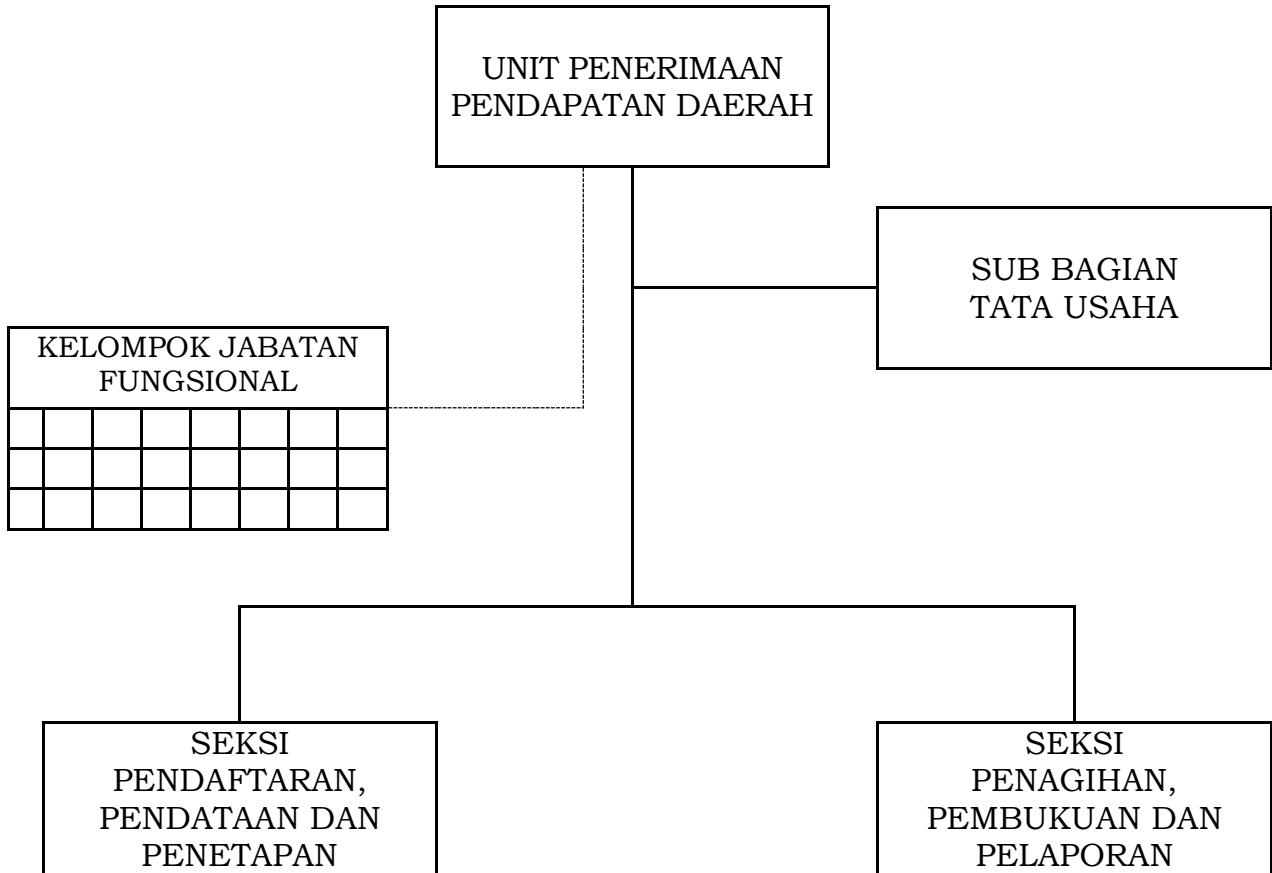 UNIT PENERIMAAN
PENDAPATAN DAERAH
SUB BAGIAN
TATA USAHA
KELOMPOK JABATAN
FUNGSIONAL
SEKSI
PENDAFTARAN,
PENDATAAN DAN
PENETAPAN
SEKSI
PENAGIHAN,
PEMBUKUAN DAN
PELAPORAN